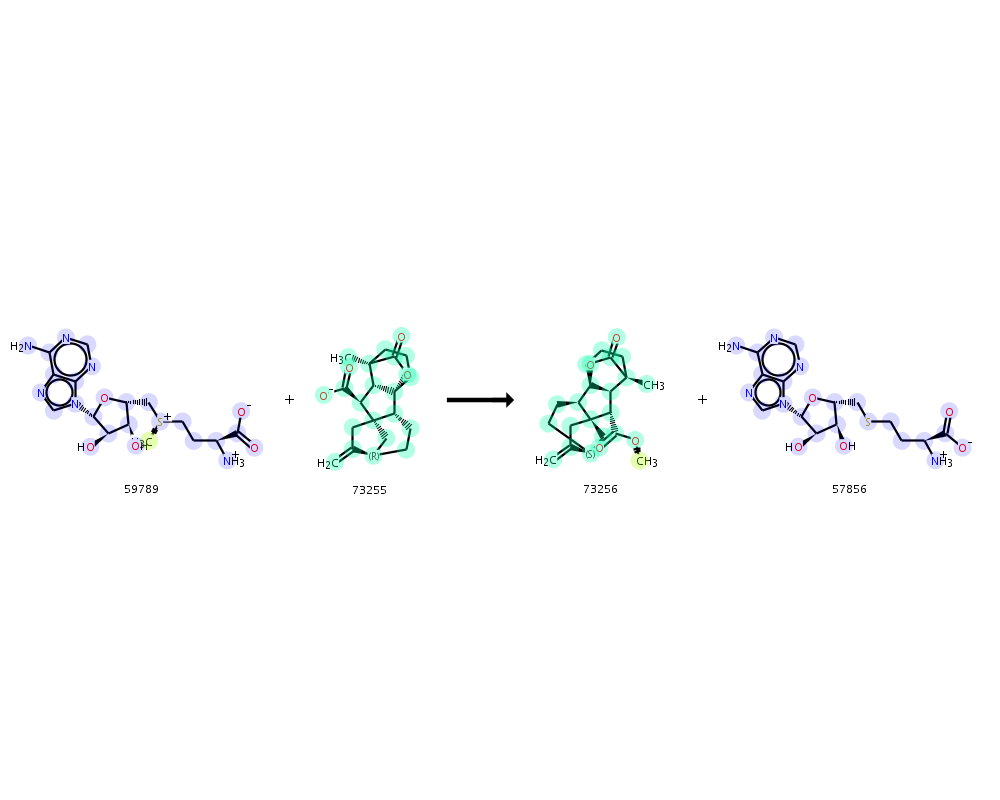 H₂N N N N N O HO OH S⁺ H₃C O⁻ O NH₃⁺
+
H₃C O O⁻ O O H₂C (R)
O O CH₃ H₂C (S) O O CH₃
+
H₂N N N N N O HO OH S O O⁻ NH₃⁺
59789
73255
73256
57856